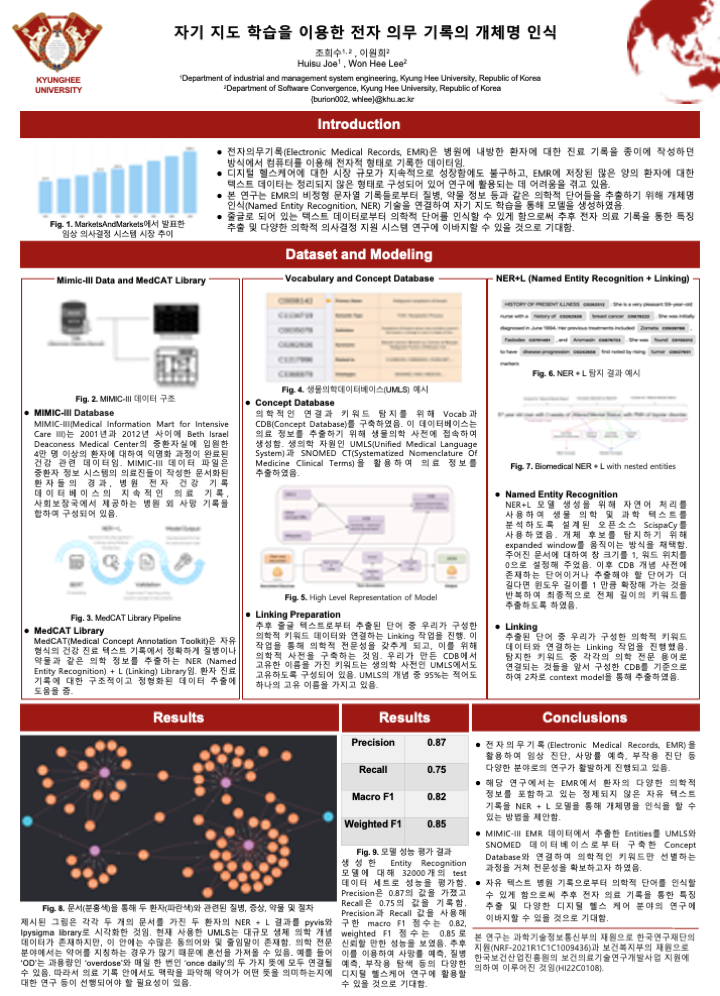 자기 지도 학습을 이용한 전자 의무 기록의 개체명 인식
조희수1, 2 , 이원희2
Huisu Joe1 , Won Hee Lee2
1Department of industrial and management system engineering, Kyung Hee University, Republic of Korea
2Department of Software Convergence, Kyung Hee University, Republic of Korea
{burion002, whlee}@khu.ac.kr
KYUNGHEE
UNIVERSITY
Introduction
Fig. 1. MarketsAndMarkets에서 발표한
임상 의사결정 시스템 시장 추이
● 전자의무기록(Electronic Medical Records, EMR)은 병원에 내방한 환자에 대한 진료 기록을 종이에 작성하던
방식에서 컴퓨터를 이용해 전자적 형태로 기록한 데이터임.
● 디지털 헬스케어에 대한 시장 규모가 지속적으로 성장함에도 불구하고, EMR에 저장된 많은 양의 환자에 대한
텍스트 데이터는 정리되지 않은 형태로 구성되어 있어 연구에 활용되는 데 어려움을 겪고 있음.
● 본 연구는 EMR의 비정형 문자열 기록들로부터 질병, 약물 정보 등과 같은 의학적 단어들을 추출하기 위해 개체명
인식(Named Entity Recognition, NER) 기술을 연결하여 자기 지도 학습을 통해 모델을 생성하였음.
● 줄글로 되어 있는 텍스트 데이터로부터 의학적 단어를 인식할 수 있게 함으로써 추후 전자 의료 기록을 통한 특징
추출 및 다양한 의학적 의사결정 지원 시스템 연구에 이바지할 수 있을 것으로 기대함.
Dataset and Modeling
Mimic-III Data and MedCAT Library
Fig. 2. MIMIC-III 데이터 구조
● MIMIC-III Database
MIMIC-III(Medical Information Mart for Intensive
Care III)는 2001년과 2012년 사이에 Beth Israel
Deaconess Medical Center의 중환자실에 입원한
4만 명 이상의 환자에 대하여 익명화 과정이 완료된
건강 관련 데이터임. MIMIC-III 데이터 파일은
중환자 정보 시스템의 의료진들이 작성한 문서화된
환자들의 경과, 병원 전자 건강 기록
데이터베이스의 지속적인 의료 기록,
사회보장국에서 제공하는 병원 외 사망 기록을
합하여 구성되어 있음.
NER+L
Model Output
BERT
Validation
Fig. 3. MedCAT Library Pipeline
● MedCAT Library
MedCAT(Medical Concept Annotation Toolkit)은 자유
형식의 건강 진료 텍스트 기록에서 정확하게 질병이나
약물과 같은 의학 정보를 추출하는 NER (Named
Entity Recognition) + L (Linking) Library임. 환자 진료
기록에 대한 구조적이고 정형화된 데이터 추출에
도움을 줌.
Vocabulary and Concept Database
Fig. 4. 생물의학데이터베이스(UMLS) 예시
● Concept Database
의학적인 연결과 키워드 탐지를 위해 Vocab과
CDB(Concept Database)를 구축하였음. 이 데이터베이스는
의료 정보를 추출하기 위해 생물의학 사전에 접속하여
생성함. 생의학 자원인 UMLS(Unified Medical Language
System) 및 SNOMED CT(Systematized Nomenclature Of
Medicine Clinical Terms)을 활용하여 의료 정보를
추출하였음.
Fig. 5. High Level Representation of Model
● Linking Preparation
추후 줄글 텍스트로부터 추출된 단어 중 우리가 구성한
의학적 키워드 데이터와 연결하는 Linking 작업을 진행. 이
작업을 통해 의학적 전문성을 갖추게 되고, 이를 위해
의학적 사전을 구축하는 것임. 우리가 만든 CDB에서
고유한 이름을 가진 키워드는 생의학 사전인 UMLS에서도
고유하도록 구성되어 있음. UMLS의 개념 중 95%는 적어도
하나의 고유 이름을 가지고 있음.
NER+L (Named Entity Recognition + Linking)
HISTORY OF PRESENT ILLNESS : She is a very pleasant 59-year-old
nurse with a history of breast cancer . She was initially
diagnosed in June 1994. Her previous treatments included Zometa ,
Faslodex , and Aromasin . She was found
to have disease progression first noted by rising tumor
markers
Fig. 6. NER + L 탐지 결과 예시
Fig. 7. Biomedical NER + L with nested entities
● Named Entity Recognition
NER+L 모델 생성을 위해 자연어 처리를
사용하여 생물 의학 및 과학 텍스트를
분석하도록 설계된 오픈소스 ScispaCy를
사용하였음. 개체 후보를 탐지하기 위해
expanded window를 움직이는 방식을 채택함.
주어진 문서에 대하여 창 크기를 1, 워드 위치를
0으로 설정해 주었음. 이후 CDB 개념 사전에
존재하는 단어이거나 추출해야 할 단어가 더
길다면 윈도우 길이를 1 만큼 확장해 가는 것을
반복하여 최종적으로 전체 길이의 키워드를
추출하도록 하였음.
● Linking
추출된 단어 중 우리가 구성한 의학적 키워드
데이터와 연결하는 Linking 작업을 진행했음.
탐지한 키워드 중 각각의 의학 전문 용어로
연결되는 것들을 앞서 구성한 CDB를 기준으로
하여 2차로 context model을 통해 추출하였음.
Results
Fig. 8. 문서(분홍색)을 통해 두 환자(파란색)와 관련된 질병, 증상, 약물 및 절차
제시된 그림은 각각 두 개의 문서를 가진 두 환자의 NER + L 결과를 pyvis와
Ipysigma library로 시각화한 것임. 현재 사용한 UMLS는 대규모 생체 의학 개념
데이터가 존재하지만, 이 안에는 수많은 동의어와 및 줄임말이 존재함. 의학 전문
분야에서는 약어를 지칭하는 경우가 많기 때문에 혼선을 가져올 수 있음. 예를 들어
'OD'는 과용량인 'overdose'와 매일 한 번인 'once daily'의 두 가지 뜻에 모두 연결될
수 있음. 따라서 의료 기록 안에서도 맥락을 파악해 약어가 어떤 뜻을 의미하는지에
대한 연구 등이 선행되어야 할 필요성이 있음.
Results
Precision 0.87
Recall 0.75
Macro F1 0.82
Weighted F1 0.85
Fig. 9. 모델 성능 평가 결과
생성한 Entity Recognition
모델에 대해 32000개의 test
데이터 세트로 성능을 평가함.
Precision은 0.87의 값을 가졌고
Recall은 0.75의 값을 기록함.
Precision과 Recall 값을 사용해
구한 macro F1 점수는 0.82,
weighted F1 점수는 0.85로
신뢰할 만한 성능을 보였음. 추후
이를 이용하여 사망률 예측, 질병
예측, 부작용 탐색 등의 다양한
디지털 헬스케어 연구에 활용할
수 있을 것으로 기대함.
Conclusions
● 전자의무기록(Electronic Medical Records, EMR)을
활용하여 임상 진단, 사망률 예측, 부작용 진단 등
다양한 분야로의 연구가 활발하게 진행되고 있음.
● 해당 연구에서는 EMR에서 환자의 다양한 의학적
정보를 포함하고 있는 정제되지 않은 자유 텍스트
기록을 NER + L 모델을 통해 개체명을 인식을 할 수
있는 방법을 제안함.
● MIMIC-III EMR 데이터에서 추출한 Entities를 UMLS와
SNOMED 데이터베이스로부터 구축한 Concept
Database와 연결하여 의학적인 키워드만 선별하는
과정을 거쳐 전문성을 확보하고자 하였음.
● 자유 텍스트 병원 기록으로부터 의학적 단어를 인식할
수 있게 함으로써 추후 전자 의료 기록을 통한 특징
추출 및 다양한 디지털 헬스 케어 분야의 연구에
이바지할 수 있을 것으로 기대함.
본 연구는 과학기술정보통신부의 재원으로 한국연구재단의
지원(NRF-2021R1C1C1009436)과 보건복지부의 재원으로
한국보건산업진흥원의 보건의료기술연구개발사업 지원에
의하여 이루어진 것임(HI22C0108).